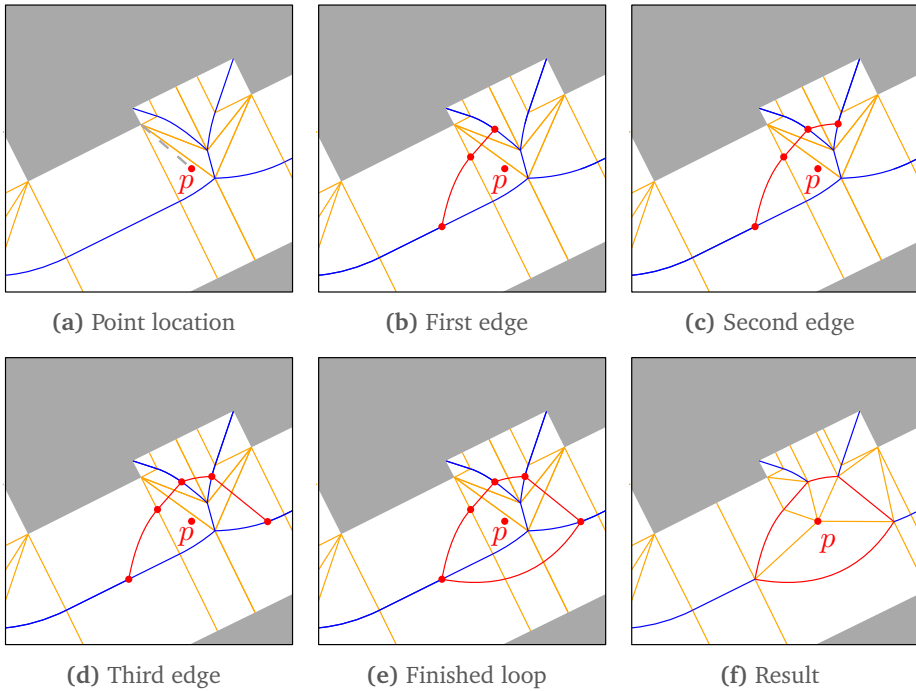 p
p
p
(a) Point location
(b) First edge
(c) Second edge
p
p
p
(d) Third edge
(e) Finished loop
(f) Result